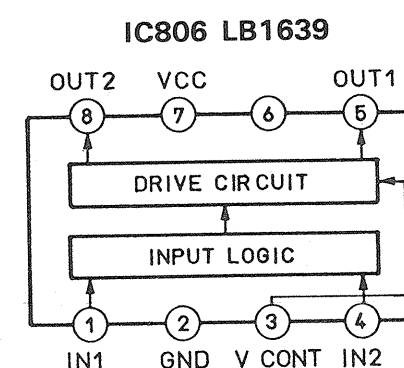 IC806 LB1639
OUT2 VCC OUT1
8 7 6 5
DRIVE CIRCUIT
INPUT LOGIC
1 2 3 4
IN1 GND V CONT IN2